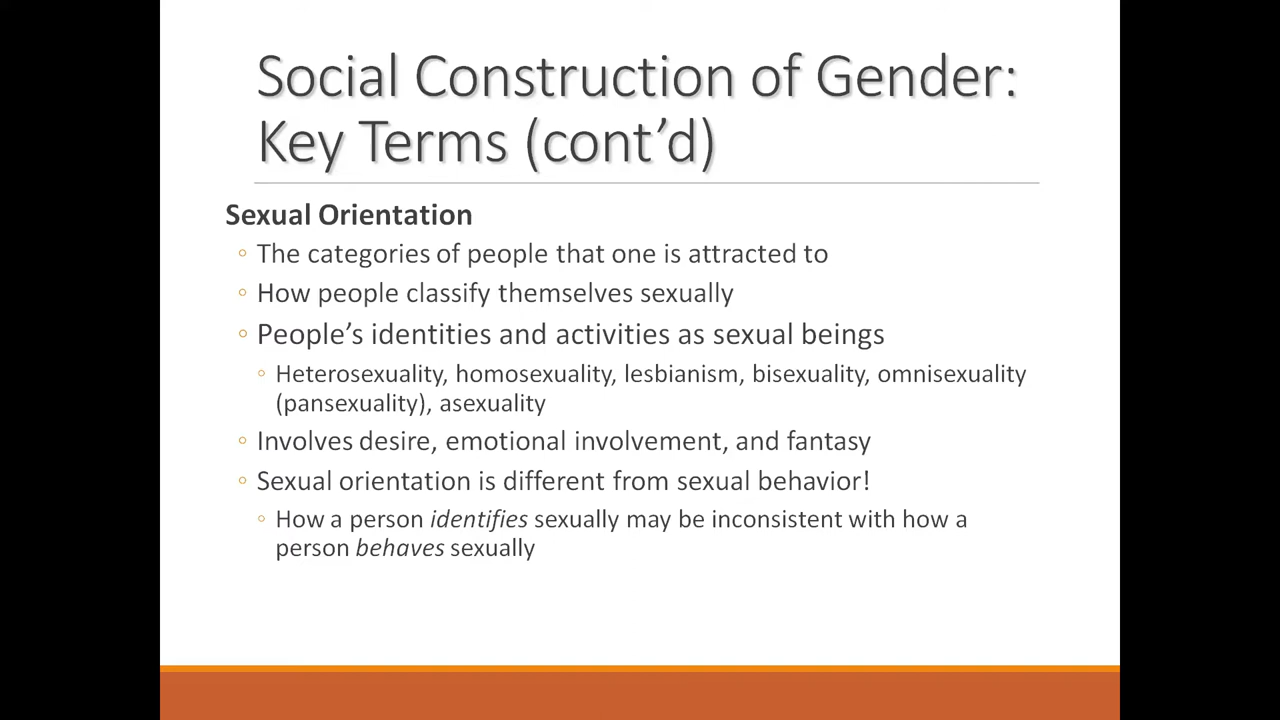 Social Construction of Gender:
Key Terms (cont’d)
Sexual Orientation
◦ The categories of people that one is attracted to
◦ How people classify themselves sexually
◦ People’s identities and activities as sexual beings
◦ Heterosexuality, homosexuality, lesbianism, bisexuality, omnisexuality
(pansexuality), asexuality
◦ Involves desire, emotional involvement, and fantasy
◦ Sexual orientation is different from sexual behavior!
◦ How a person identifies sexually may be inconsistent with how a
person behaves sexually